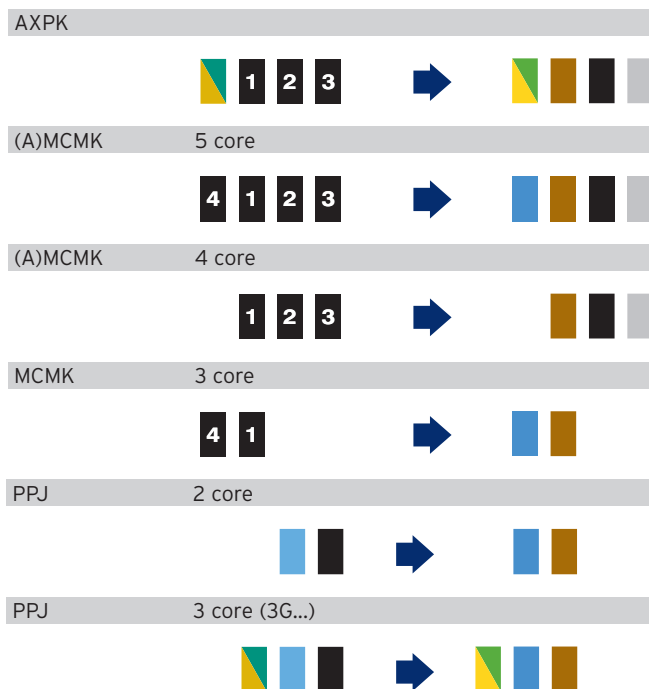 AXPK
1 2 3
(A)MCMK 5 core
4 1 2 3
(A)MCMK 4 core
1 2 3
MCMK 3 core
4 1
PPJ 2 core
PPJ 3 core (3G...)